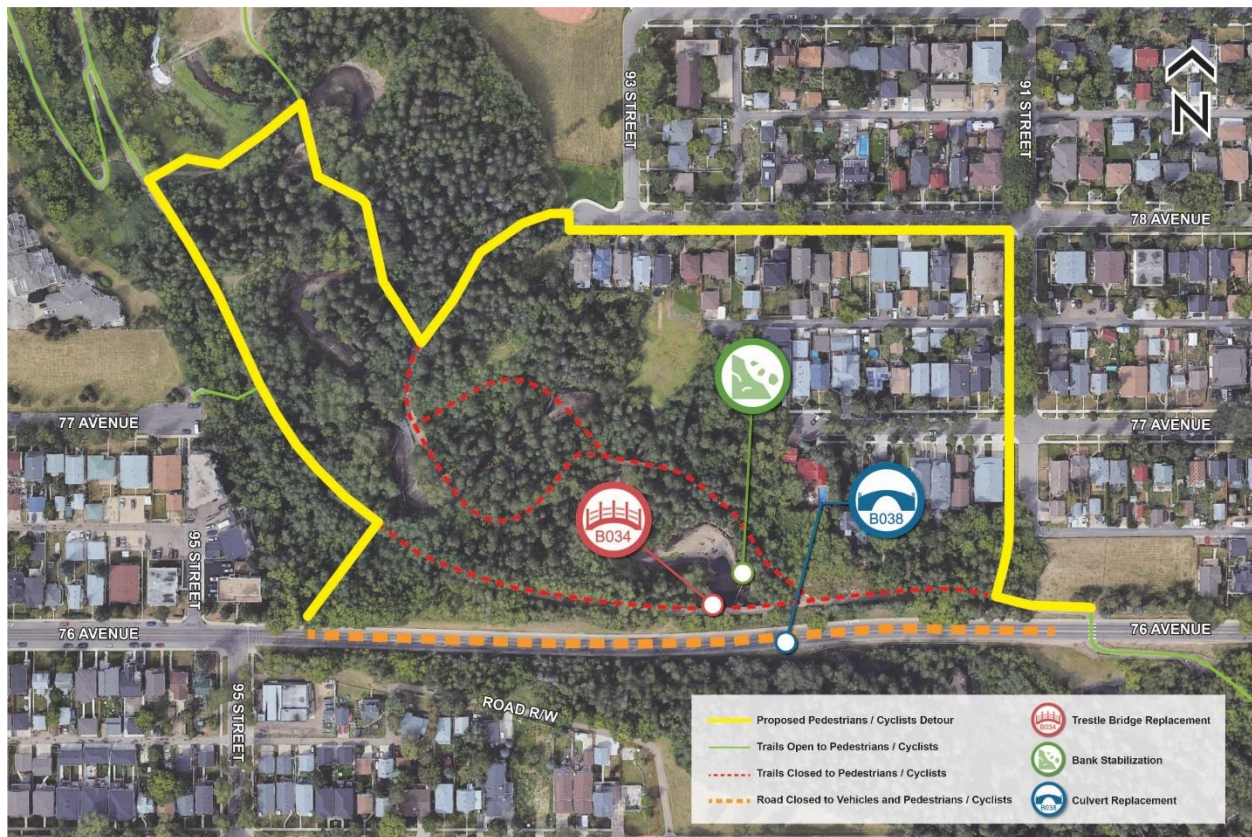 93 STREET
91 STREET
N
78 AVENUE
77 AVENUE
77 AVENUE
B038
B034
95 STREET
76 AVENUE
76 AVENUE
95 STREET
ROAD R/W
Proposed Pedestrians / Cyclists Detour
Trails Open to Pedestrians / Cyclists
Trails Closed to Pedestrians / Cyclists
Road Closed to Vehicles and Pedestrians / Cyclists
B034
Trestle Bridge Replacement
Bank Stabilization
B038
Culvert Replacement